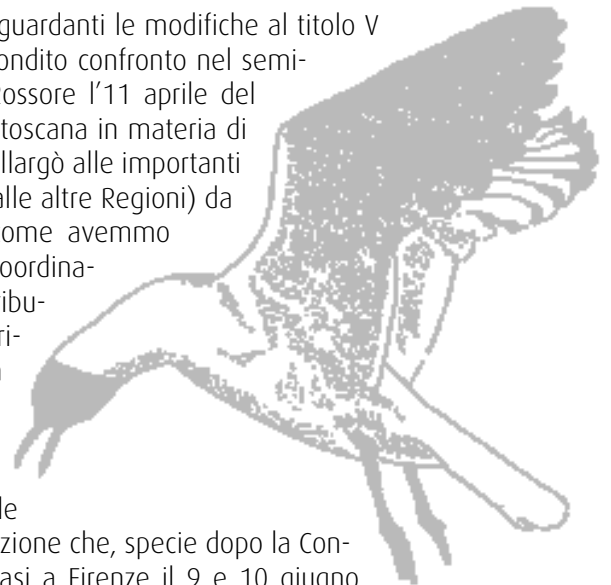 guardanti le modifiche al titolo V
ondito confronto nel semi-
ossore l'11 aprile del
toscana in materia di
llargò alle importanti
alle altre Regioni) da
ome avemmo
oordina-
ribu-
ri-
le
zione che, specie dopo la Con-
asi a Firenze il 9 e 10 giugno